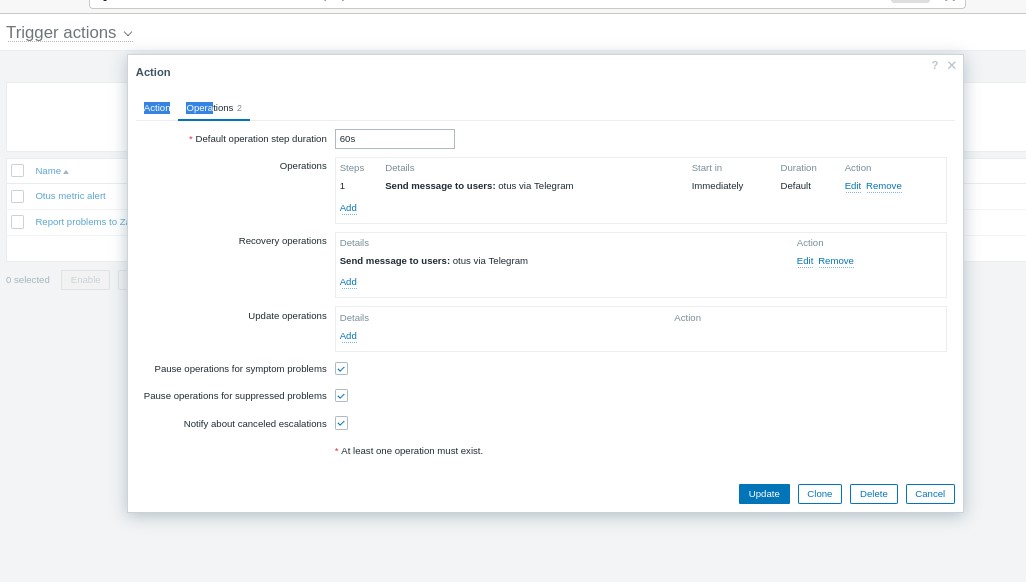 Trigger actions
Action
? ×
Action Operations 2
* Default operation step duration 60s
Operations Steps Details Start in Duration Action
1 Send message to users: otus via Telegram Immediately Default Edit Remove
Add
Recovery operations Details Action
Send message to users: otus via Telegram Edit Remove
Add
Update operations Details Action
Add
Pause operations for symptom problems
Pause operations for suppressed problems
Notify about canceled escalations
* At least one operation must exist.
Update Clone Delete Cancel
Name
Otus metric alert
Report problems to
0 selected Enable